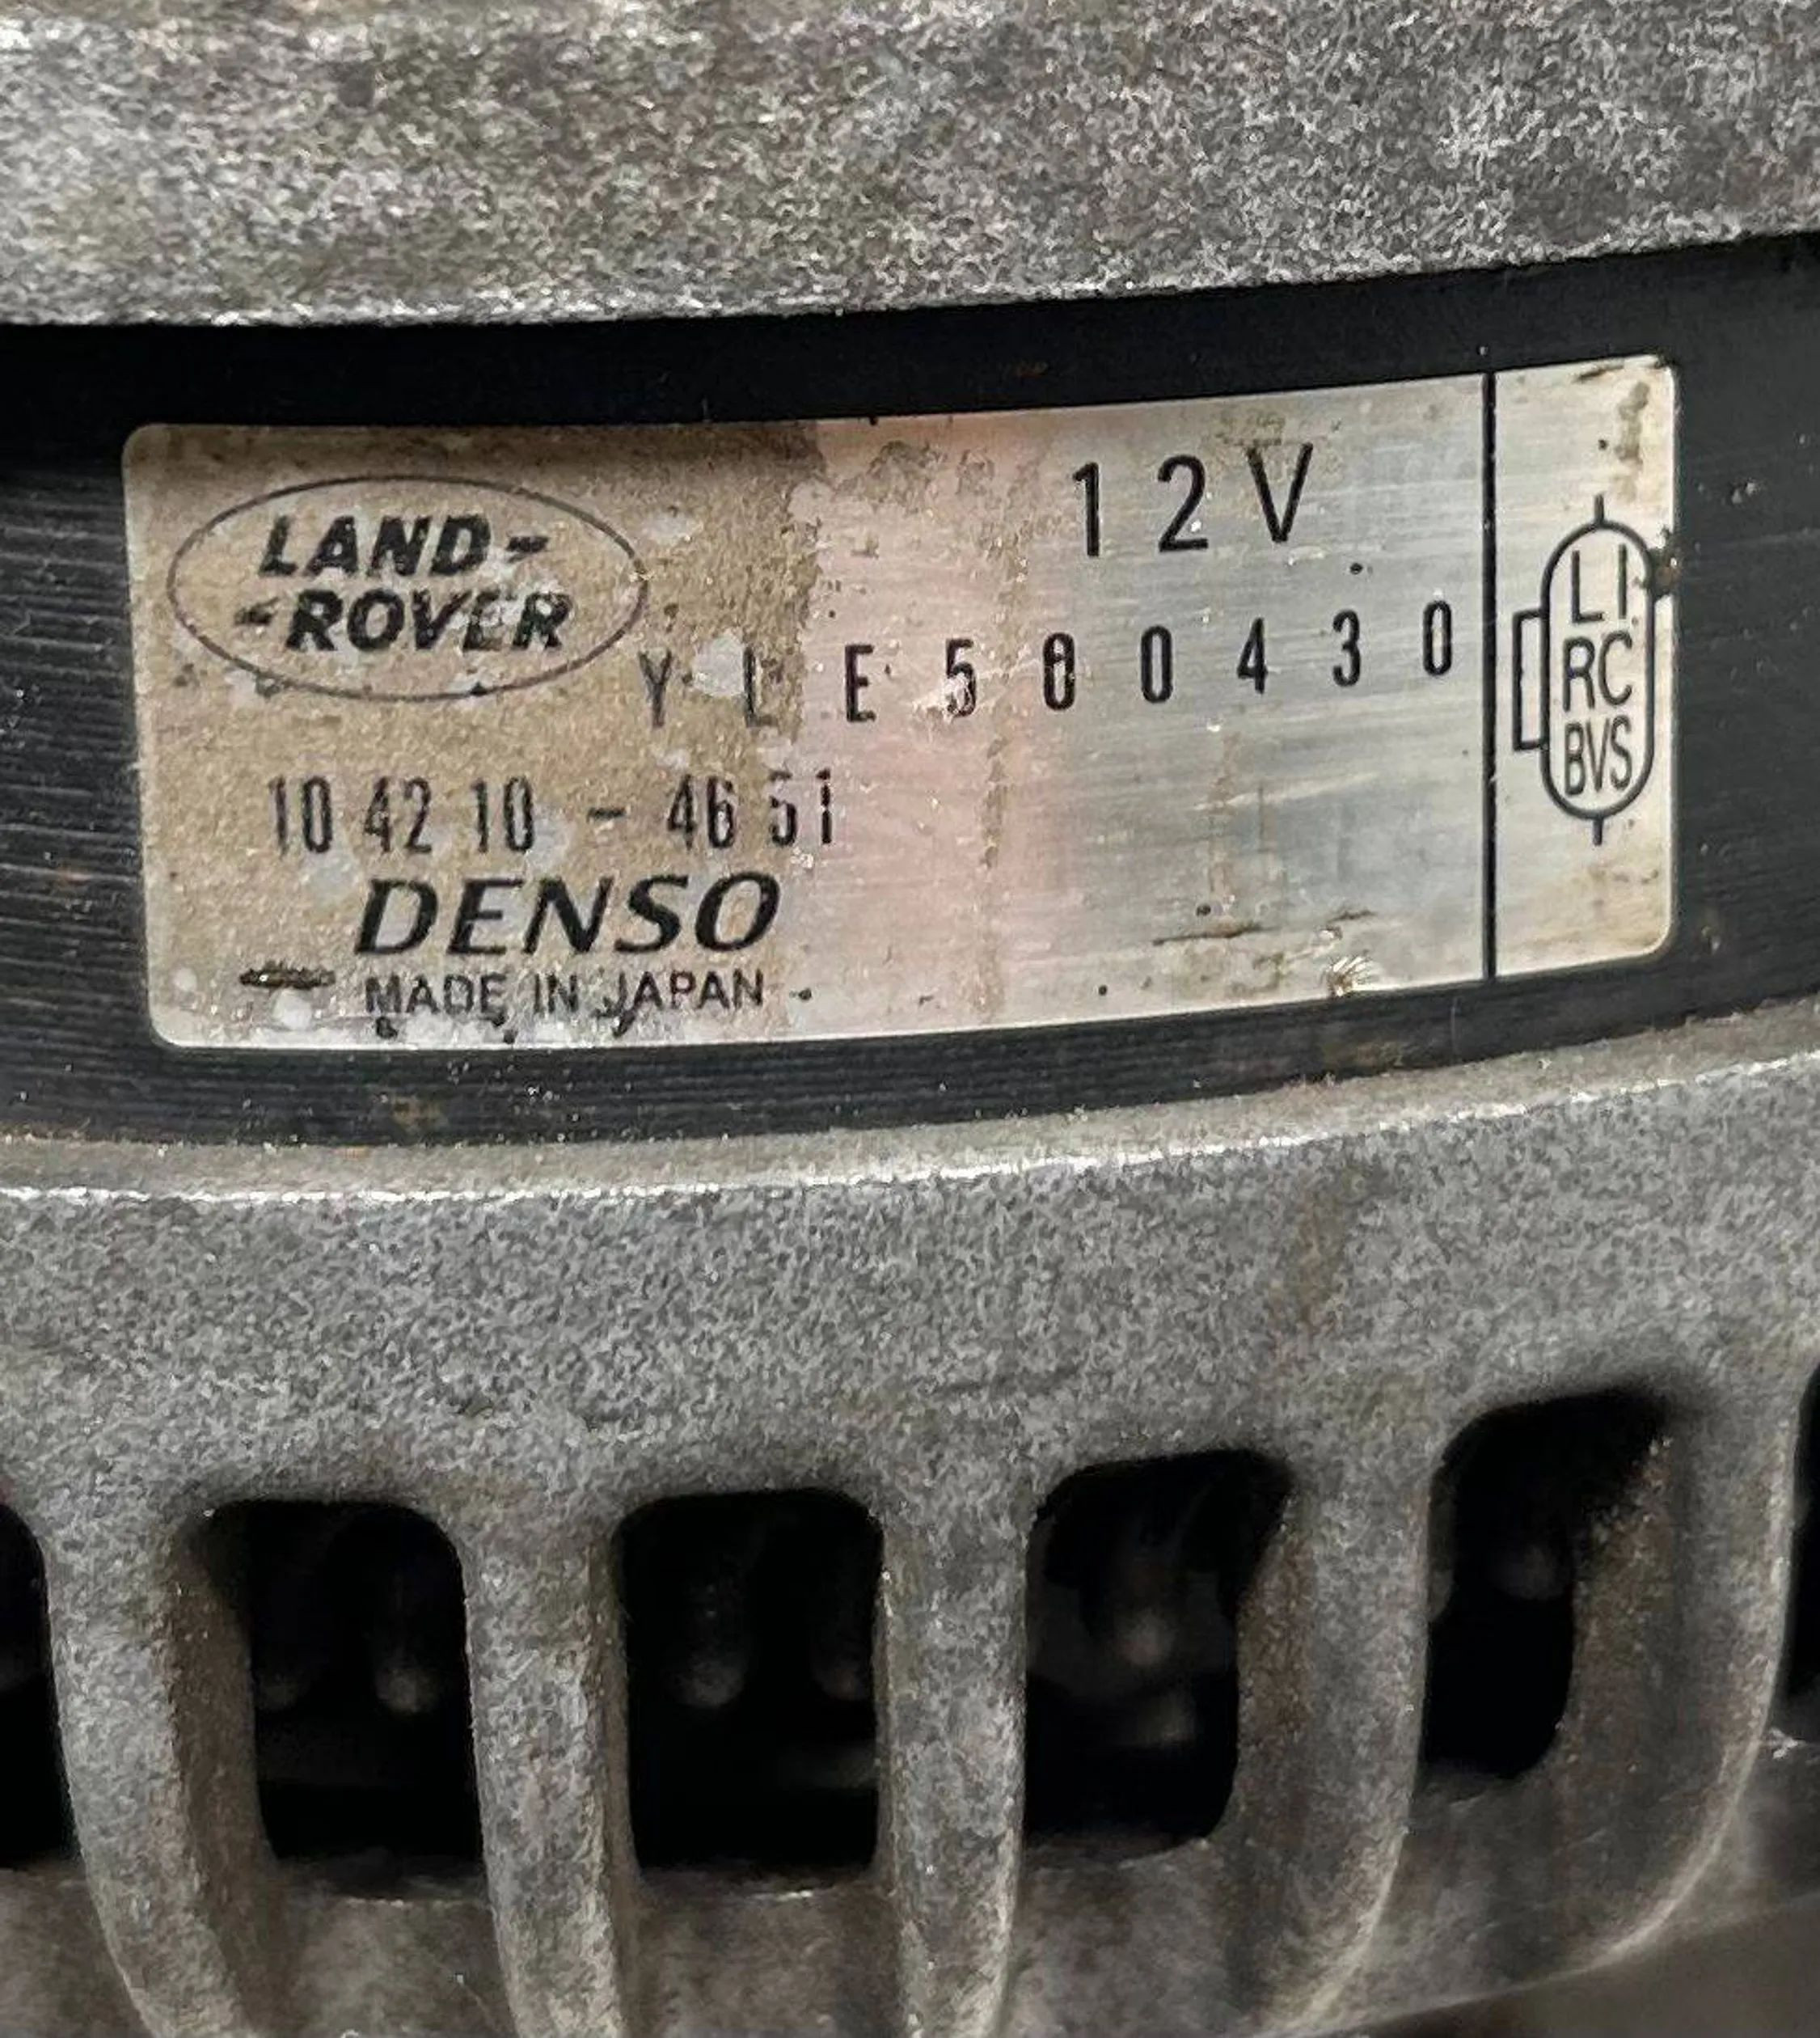 LAND-
-ROVER
12V
YLE500430
104210-4651
DENSO
MADE IN JAPAN
LI
RC
BVS